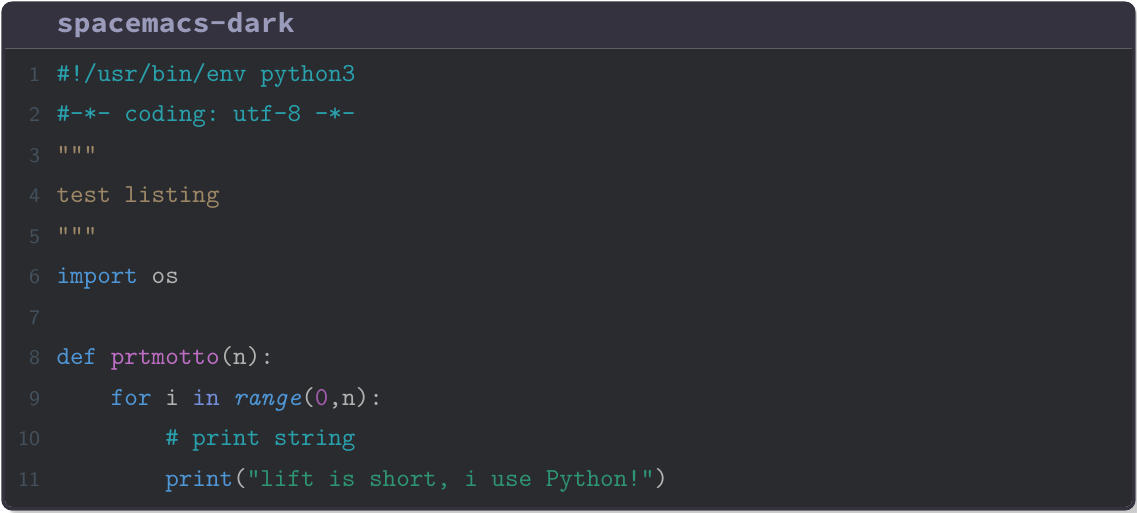 spacemacs-dark
1 #!/usr/bin/env python3
2 #-*- coding: utf-8 -*-
3 """
4 test listing
5 """
6 import os
7
8 def prtmotto(n):
9     for i in range(0,n):
10         # print string
11         print("lift is short, i use Python!")